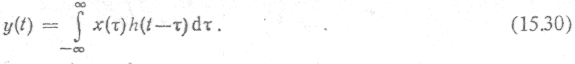 y(t) = ∫_{-∞}^{∞} x(τ)h(t−τ) dτ . (15.30)